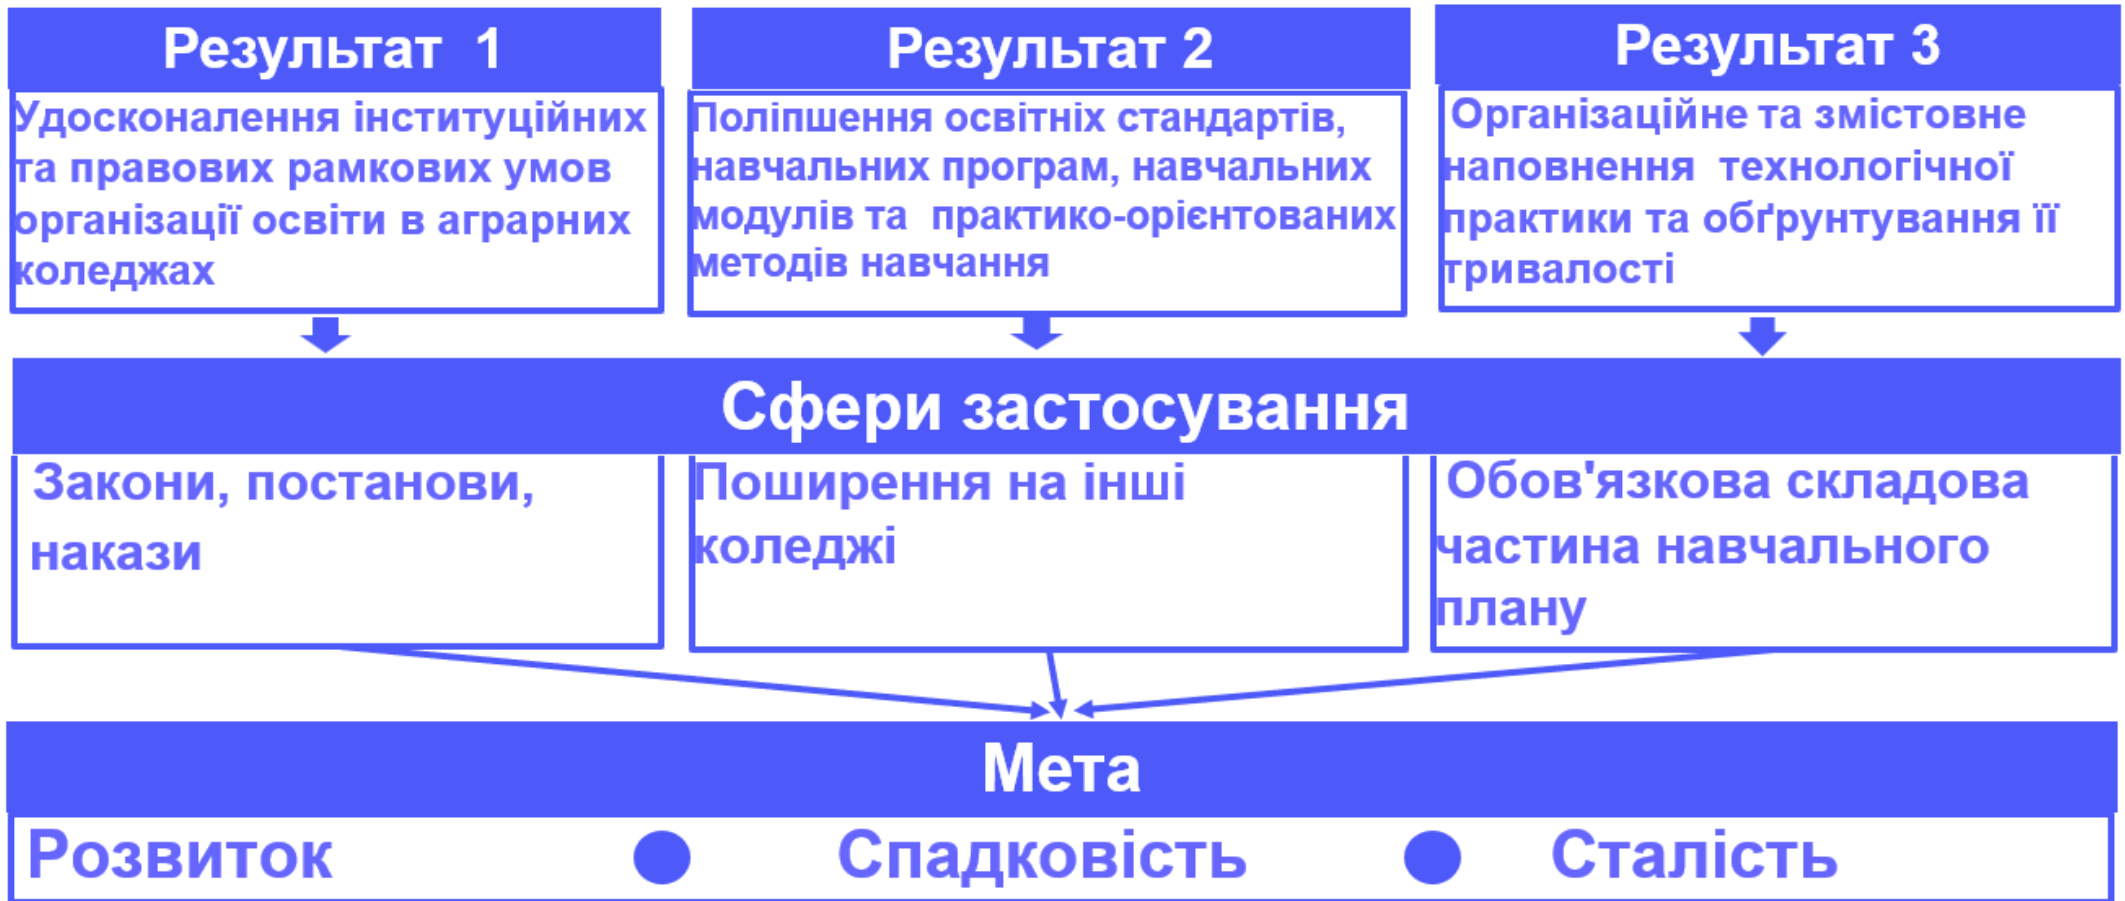 Результат 1
Удосконалення інституційних
та правових рамкових умов
організації освіти в аграрних
коледжах
Результат 2
Поліпшення освітніх стандартів,
навчальних програм, навчальних
модулів та практико-орієнтованих
методів навчання
Результат 3
Організаційне та змістовне
наповнення технологічної
практики та обґрунтування її
тривалості
Сфери застосування
Закони, постанови,
накази
Поширення на інші
коледжі
Обов'язкова складова
частина навчального
плану
Мета
Розвиток ● Спадковість ● Сталість